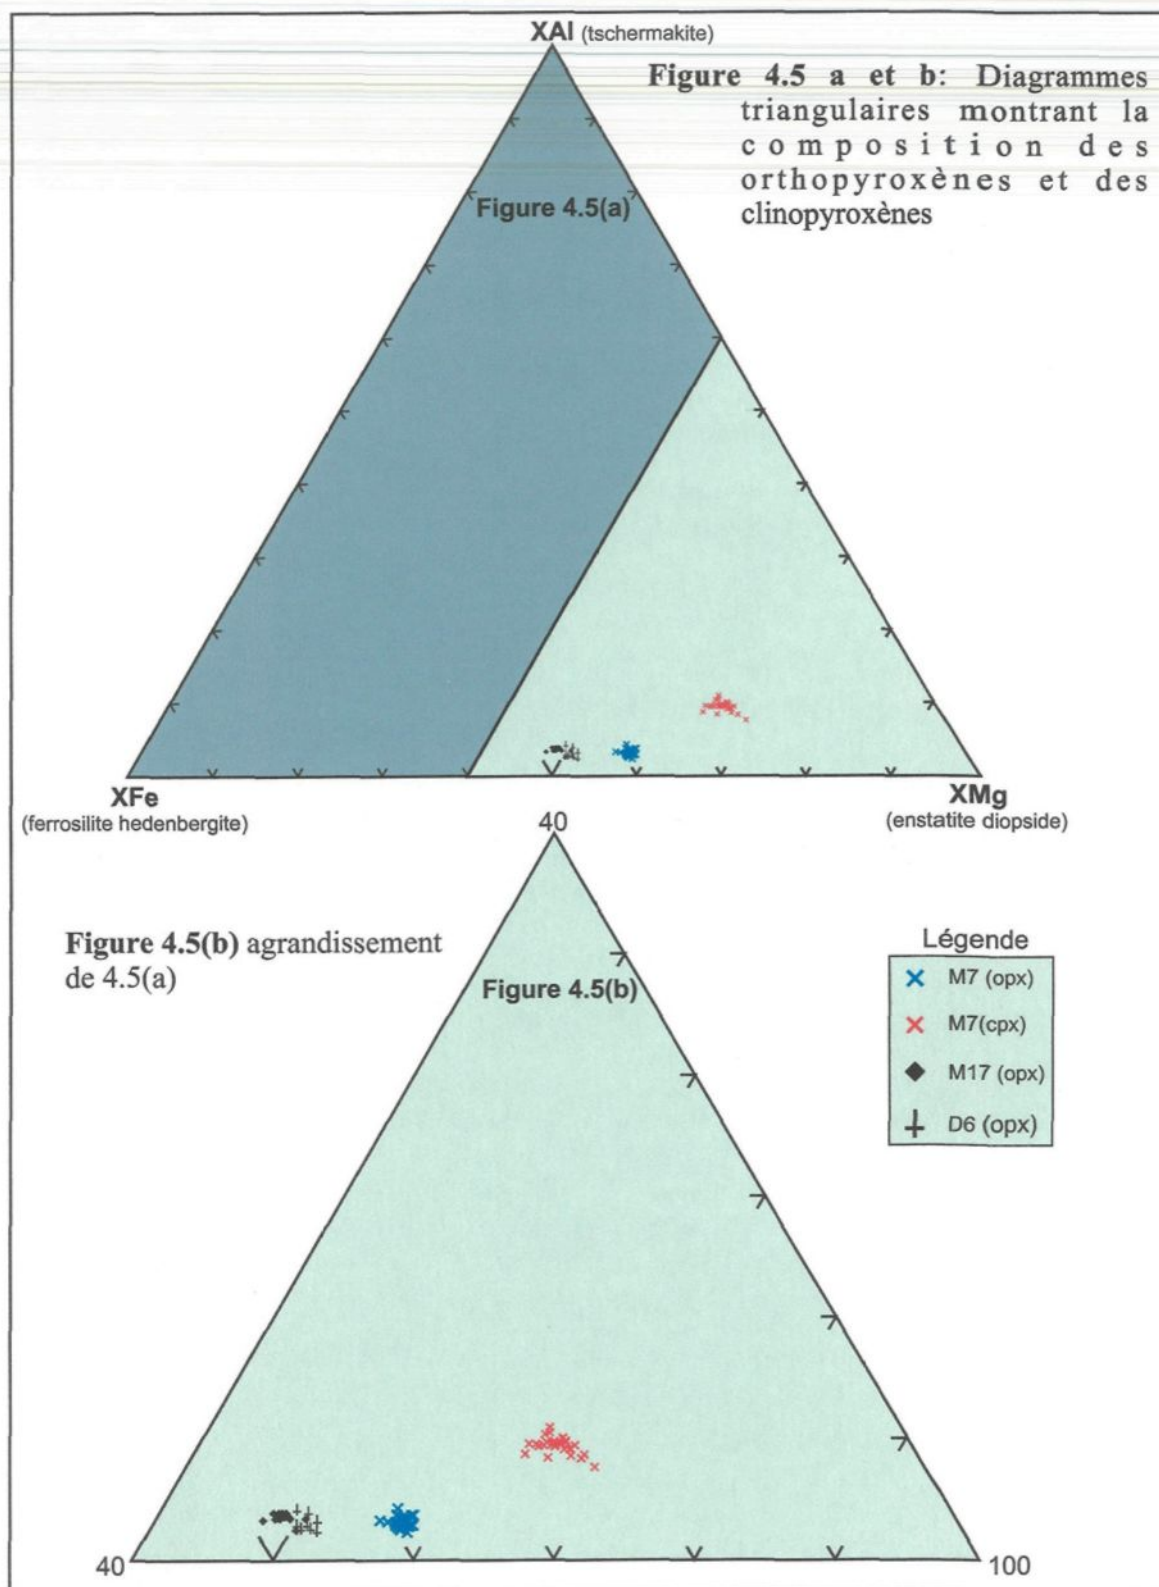 XAl (tschermakite)
Figure 4.5 a et b: Diagrammes
triangulaires montrant la
composition des
orthopyroxènes et des
clinopyroxènes
Figure 4.5(a)
XFe
(ferrosilite hedenbergite)
XMg
(enstatite diopside)
40
Figure 4.5(b) agrandissement
de 4.5(a)
Figure 4.5(b)
Légende
M7 (opx)
M7(cpx)
M17 (opx)
D6 (opx)
40
100